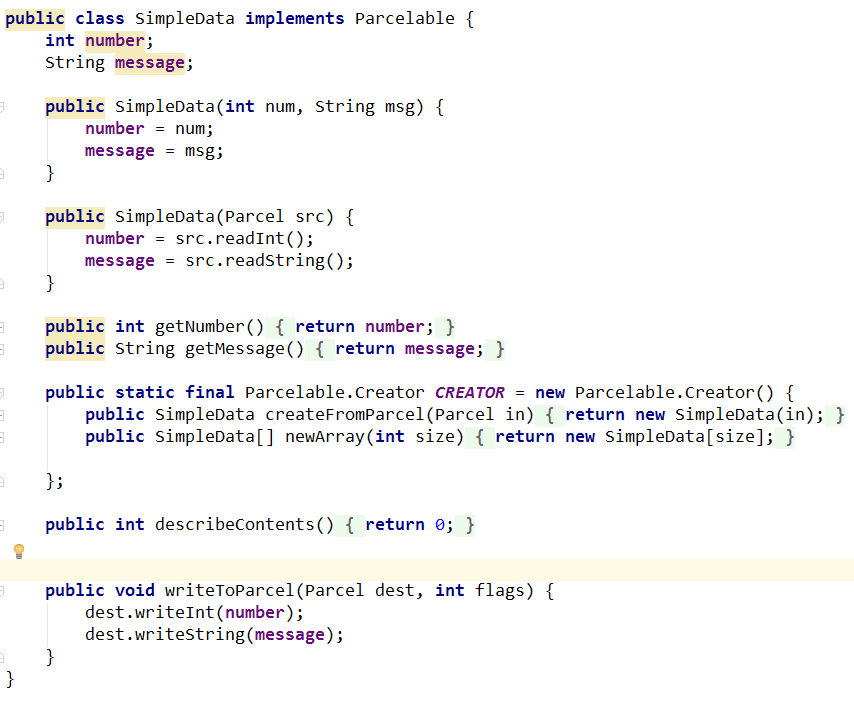 public class SimpleData implements Parcelable {
    int number;
    String message;

    public SimpleData(int num, String msg) {
        number = num;
        message = msg;
    }

    public SimpleData(Parcel src) {
        number = src.readInt();
        message = src.readString();
    }

    public int getNumber() { return number; }
    public String getMessage() { return message; }

    public static final Parcelable.Creator CREATOR = new Parcelable.Creator() {
        public SimpleData createFromParcel(Parcel in) { return new SimpleData(in); }
        public SimpleData[] newArray(int size) { return new SimpleData[size]; }

    };

    public int describeContents() { return 0; }

    public void writeToParcel(Parcel dest, int flags) {
        dest.writeInt(number);
        dest.writeString(message);
    }
}